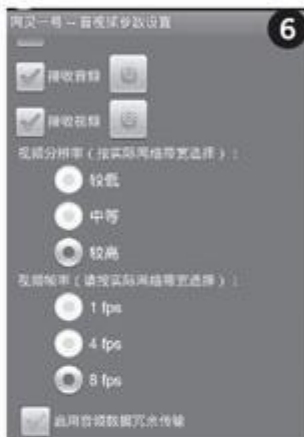 网灵一号 -- 音视频参数设置
6
接收音频
接收视频
视频分辨率（按实际网络带宽选择）：
较低
中等
较高
视频帧率（请按实际网络带宽选择）：
1 fps
4 fps
8 fps
启用音频数据冗余传输